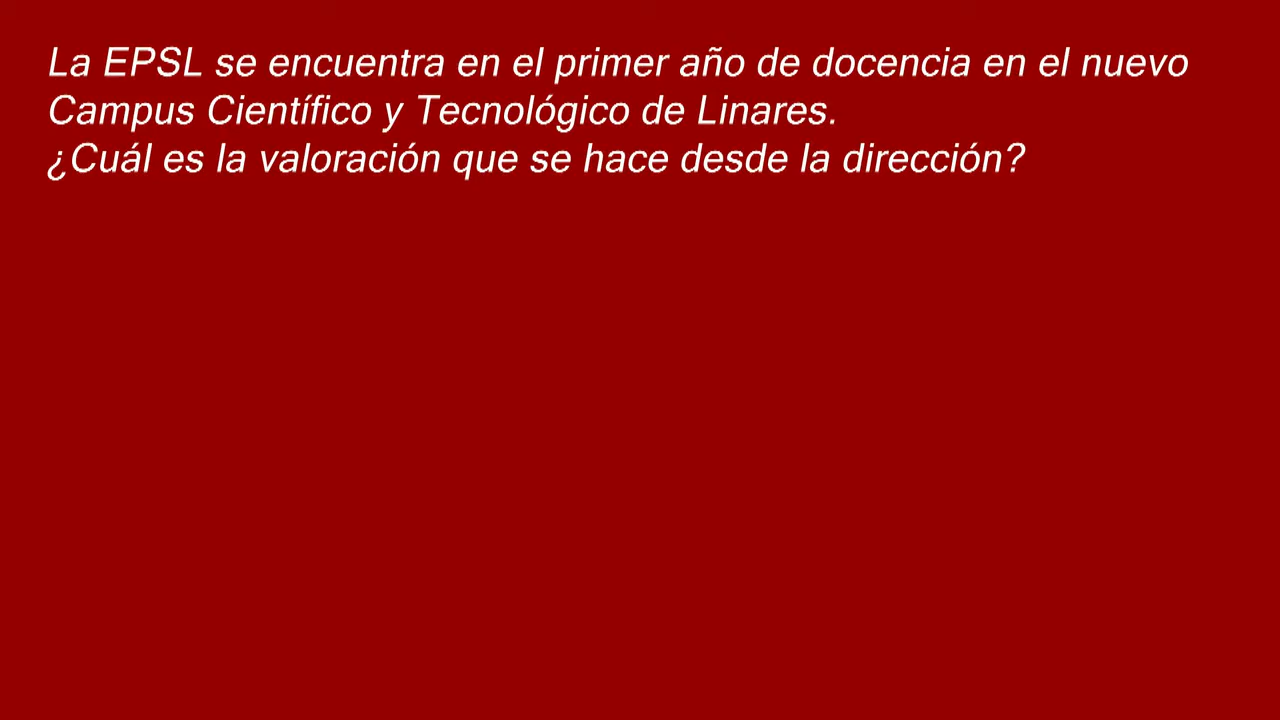 La EPSL se encuentra en el primer año de docencia en el nuevo
Campus Científico y Tecnológico de Linares.
¿Cuál es la valoración que se hace desde la dirección?